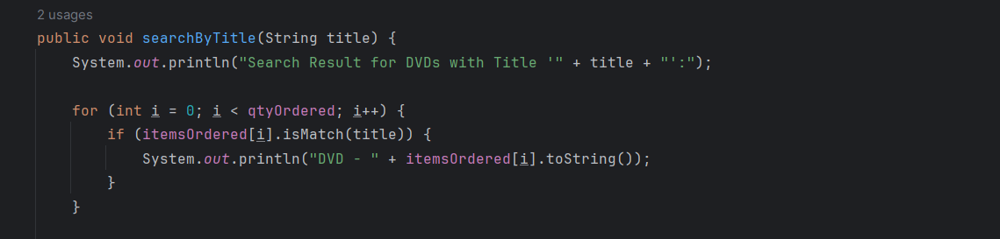 2 usages
public void searchByTitle(String title) {
System.out.println("Search Result for DVDs with Title '" + title + "':");
for (int i = 0; i < qtyOrdered; i++) {
if (itemsOrdered[i].isMatch(title)) {
System.out.println("DVD - " + itemsOrdered[i].toString());
}
}